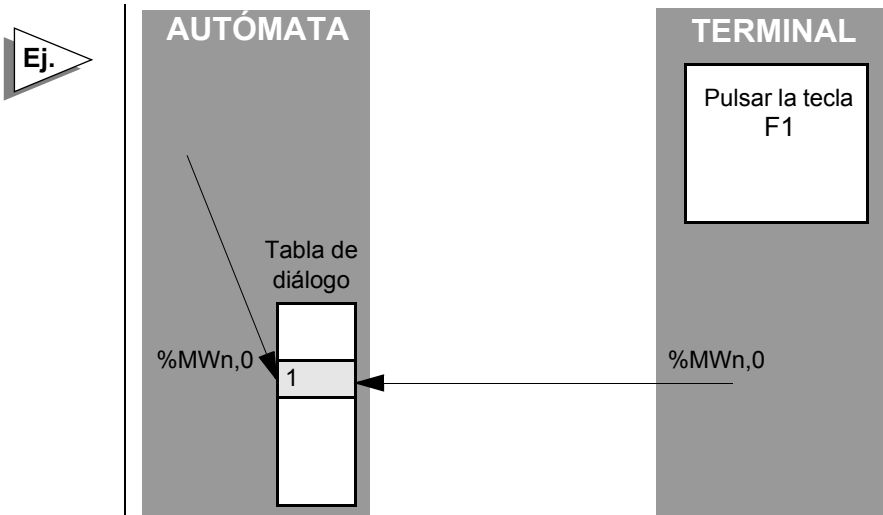 Ej.
AUTÓMATA
TERMINAL
Pulsar la tecla
F1
Tabla de
diálogo
%MWn,0
1
%MWn,0